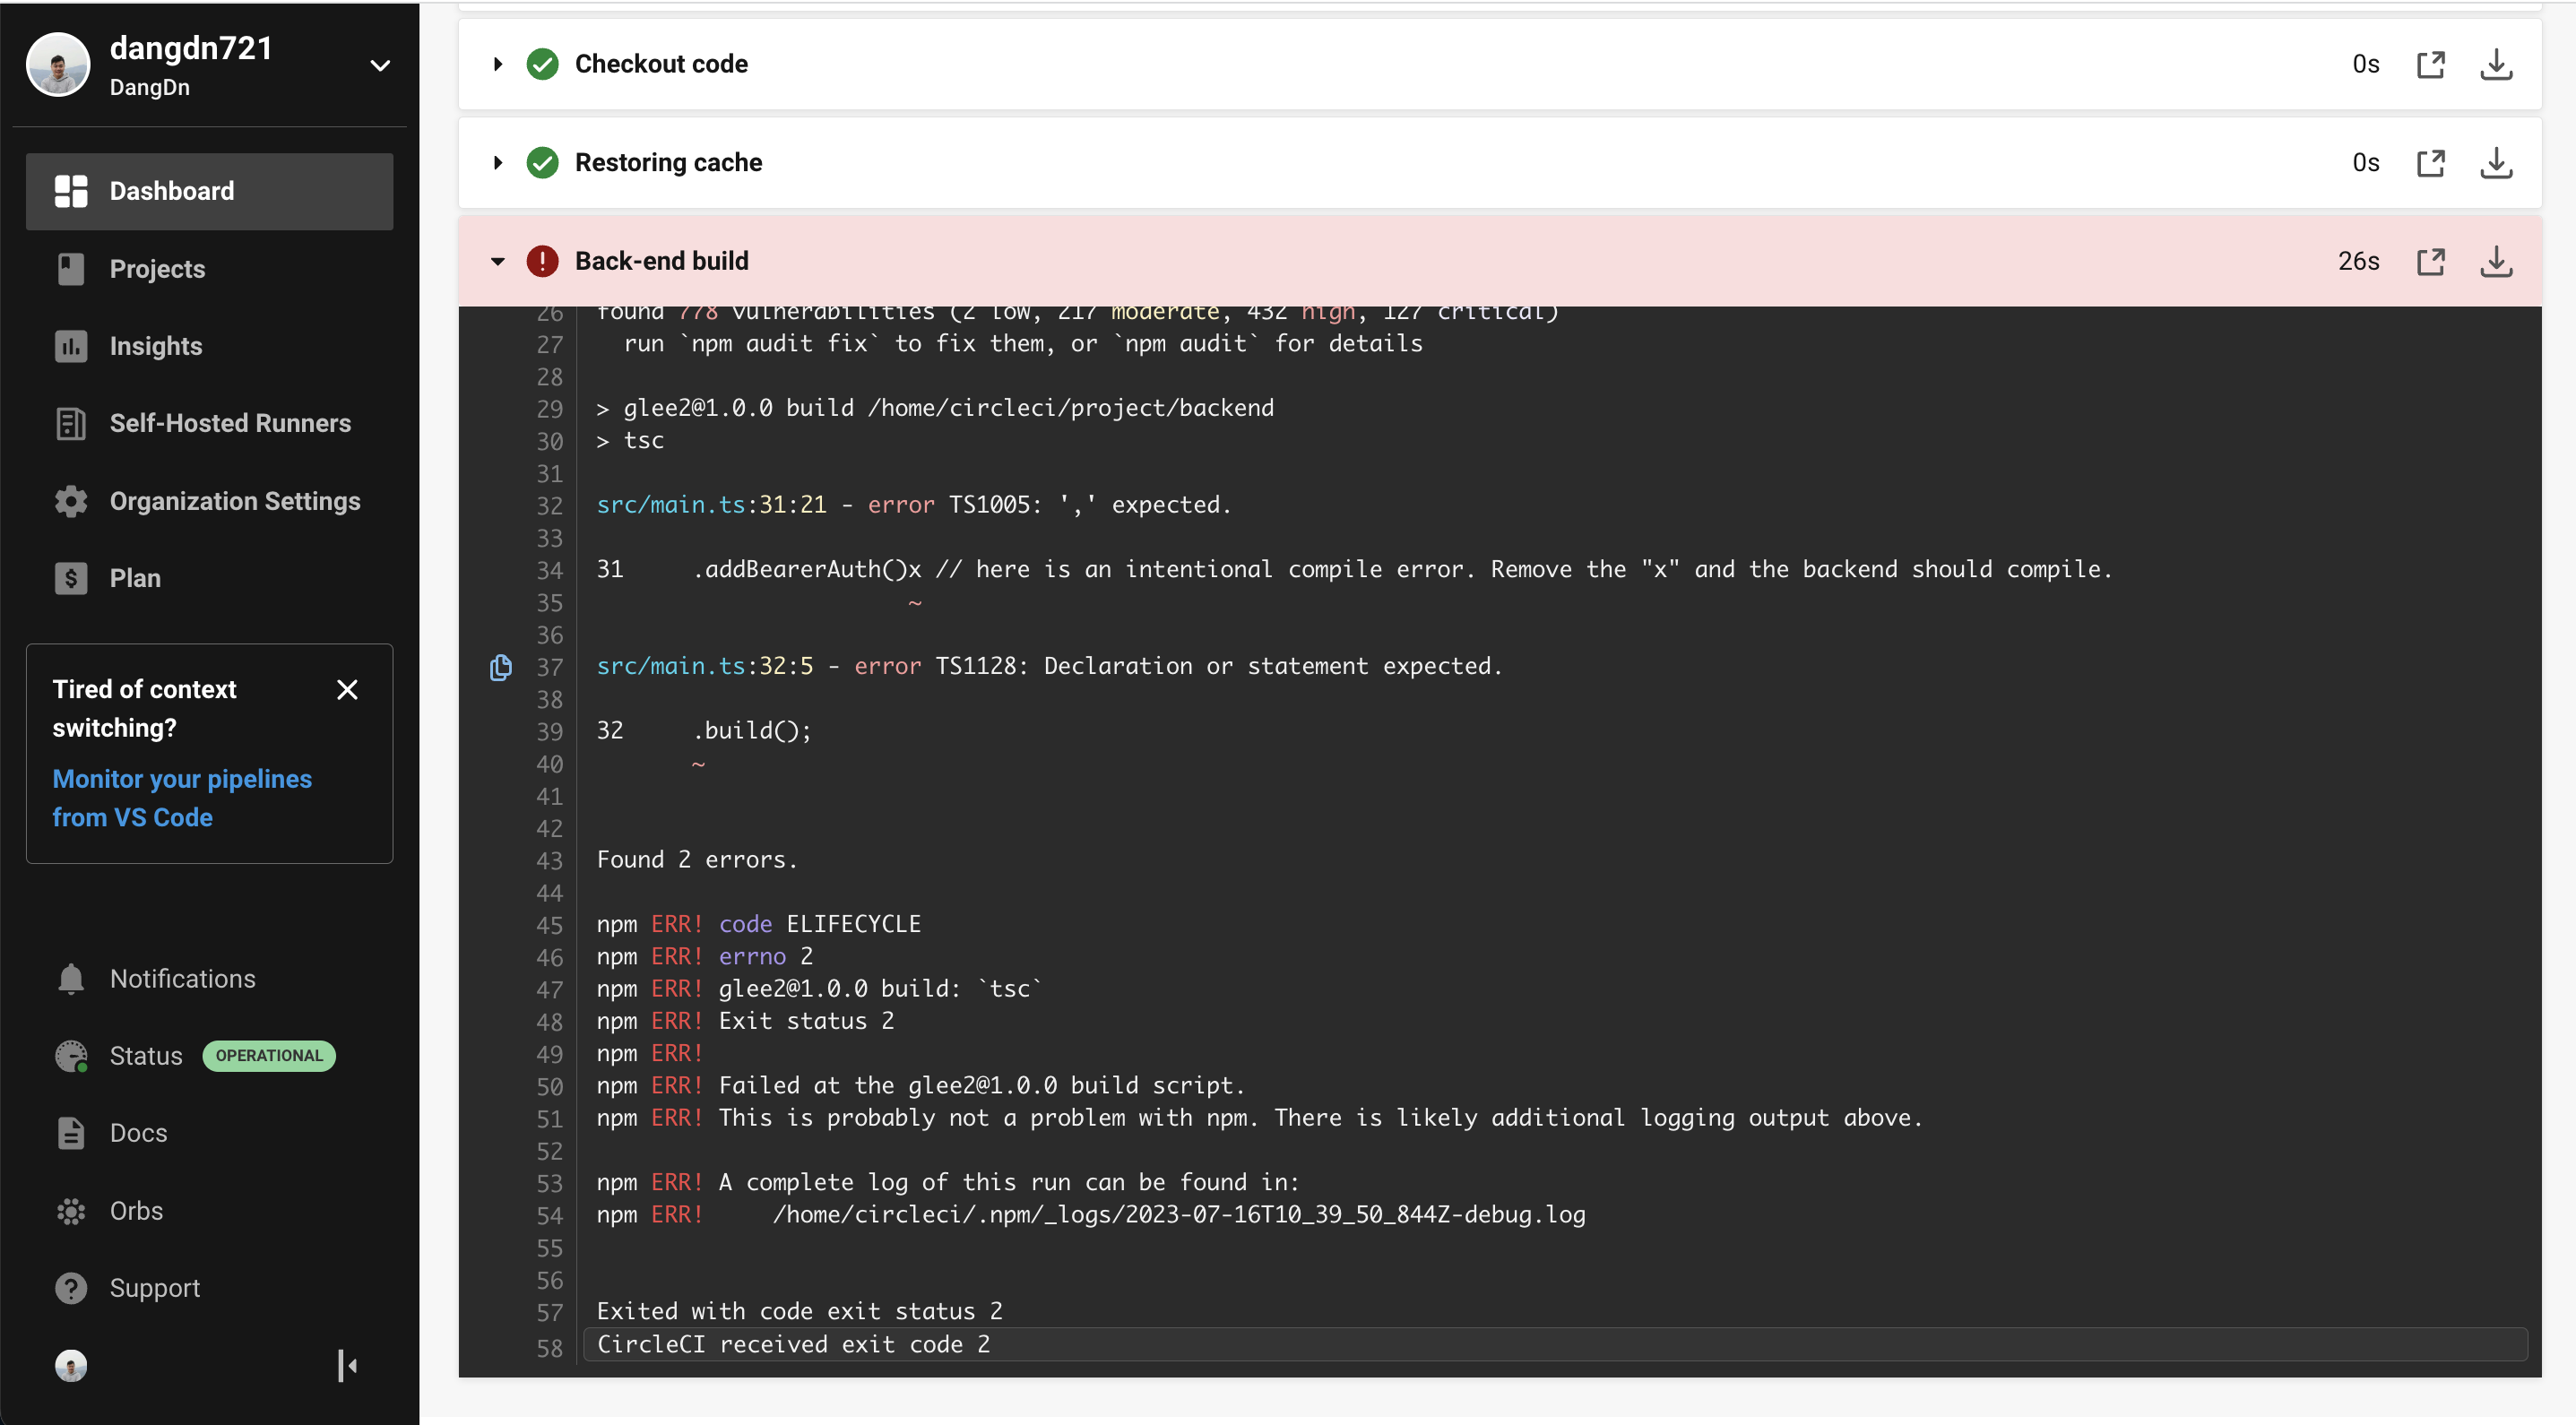 dangdn721
DangDn
Dashboard
Projects
Insights
Self-Hosted Runners
Organization Settings
Plan
Tired of context
switching?
Monitor your pipelines
from VS Code
Notifications
Status OPERATIONAL
Docs
Orbs
Support
Checkout code 0s
Restoring cache 0s
Back-end build 26s
26 found 778 vulnerabilities (2 low, 217 moderate, 432 high, 127 critical)
27 run `npm audit fix` to fix them, or `npm audit` for details
28
29 > glee2@1.0.0 build /home/circleci/project/backend
30 > tsc
31
32 src/main.ts:31:21 - error TS1005: ',' expected.
33
34 31 .addBearerAuth()x // here is an intentional compile error. Remove the "x" and the backend should compile.
35 ~
36
37 src/main.ts:32:5 - error TS1128: Declaration or statement expected.
38
39 32 .build();
40 ~
41
42
43 Found 2 errors.
44
45 npm ERR! code ELIFECYCLE
46 npm ERR! errno 2
47 npm ERR! glee2@1.0.0 build: `tsc`
48 npm ERR! Exit status 2
49 npm ERR!
50 npm ERR! Failed at the glee2@1.0.0 build script.
51 npm ERR! This is probably not a problem with npm. There is likely additional logging output above.
52
53 npm ERR! A complete log of this run can be found in:
54 npm ERR! /home/circleci/.npm/_logs/2023-07-16T10_39_50_844Z-debug.log
55
56
57 Exited with code exit status 2
58 CircleCI received exit code 2